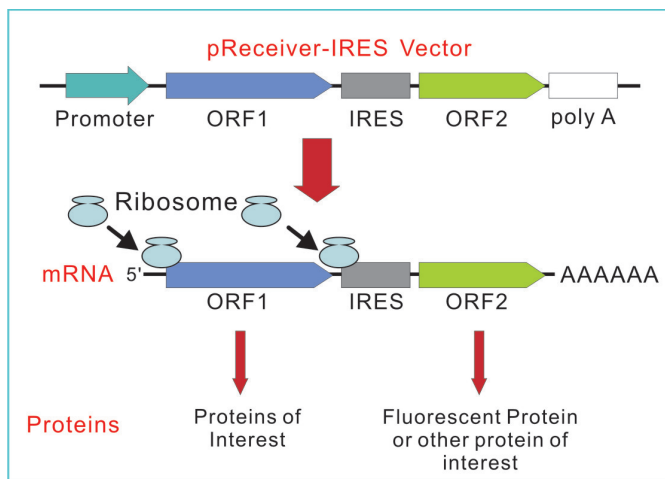 pReceiver-IRES Vector
Promoter ORF1 IRES ORF2 poly A
Ribosome
mRNA 5' AAAAAA
ORF1 IRES ORF2
Proteins
Proteins of
Interest
Fluorescent Protein
or other protein of
interest